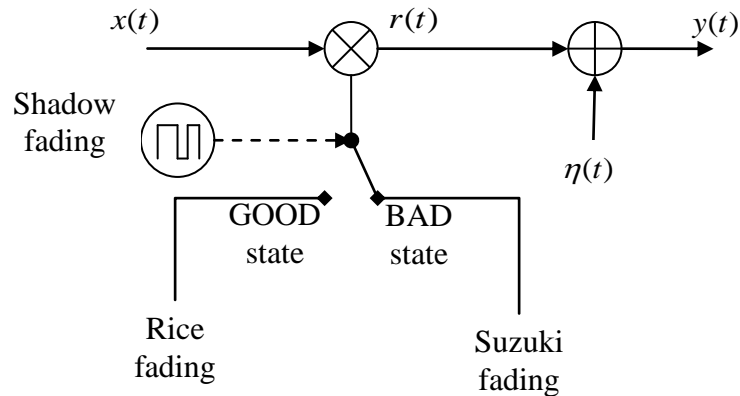 x(t)
r(t)
y(t)
Shadow
fading
η(t)
GOOD
state
BAD
state
Rice
fading
Suzuki
fading